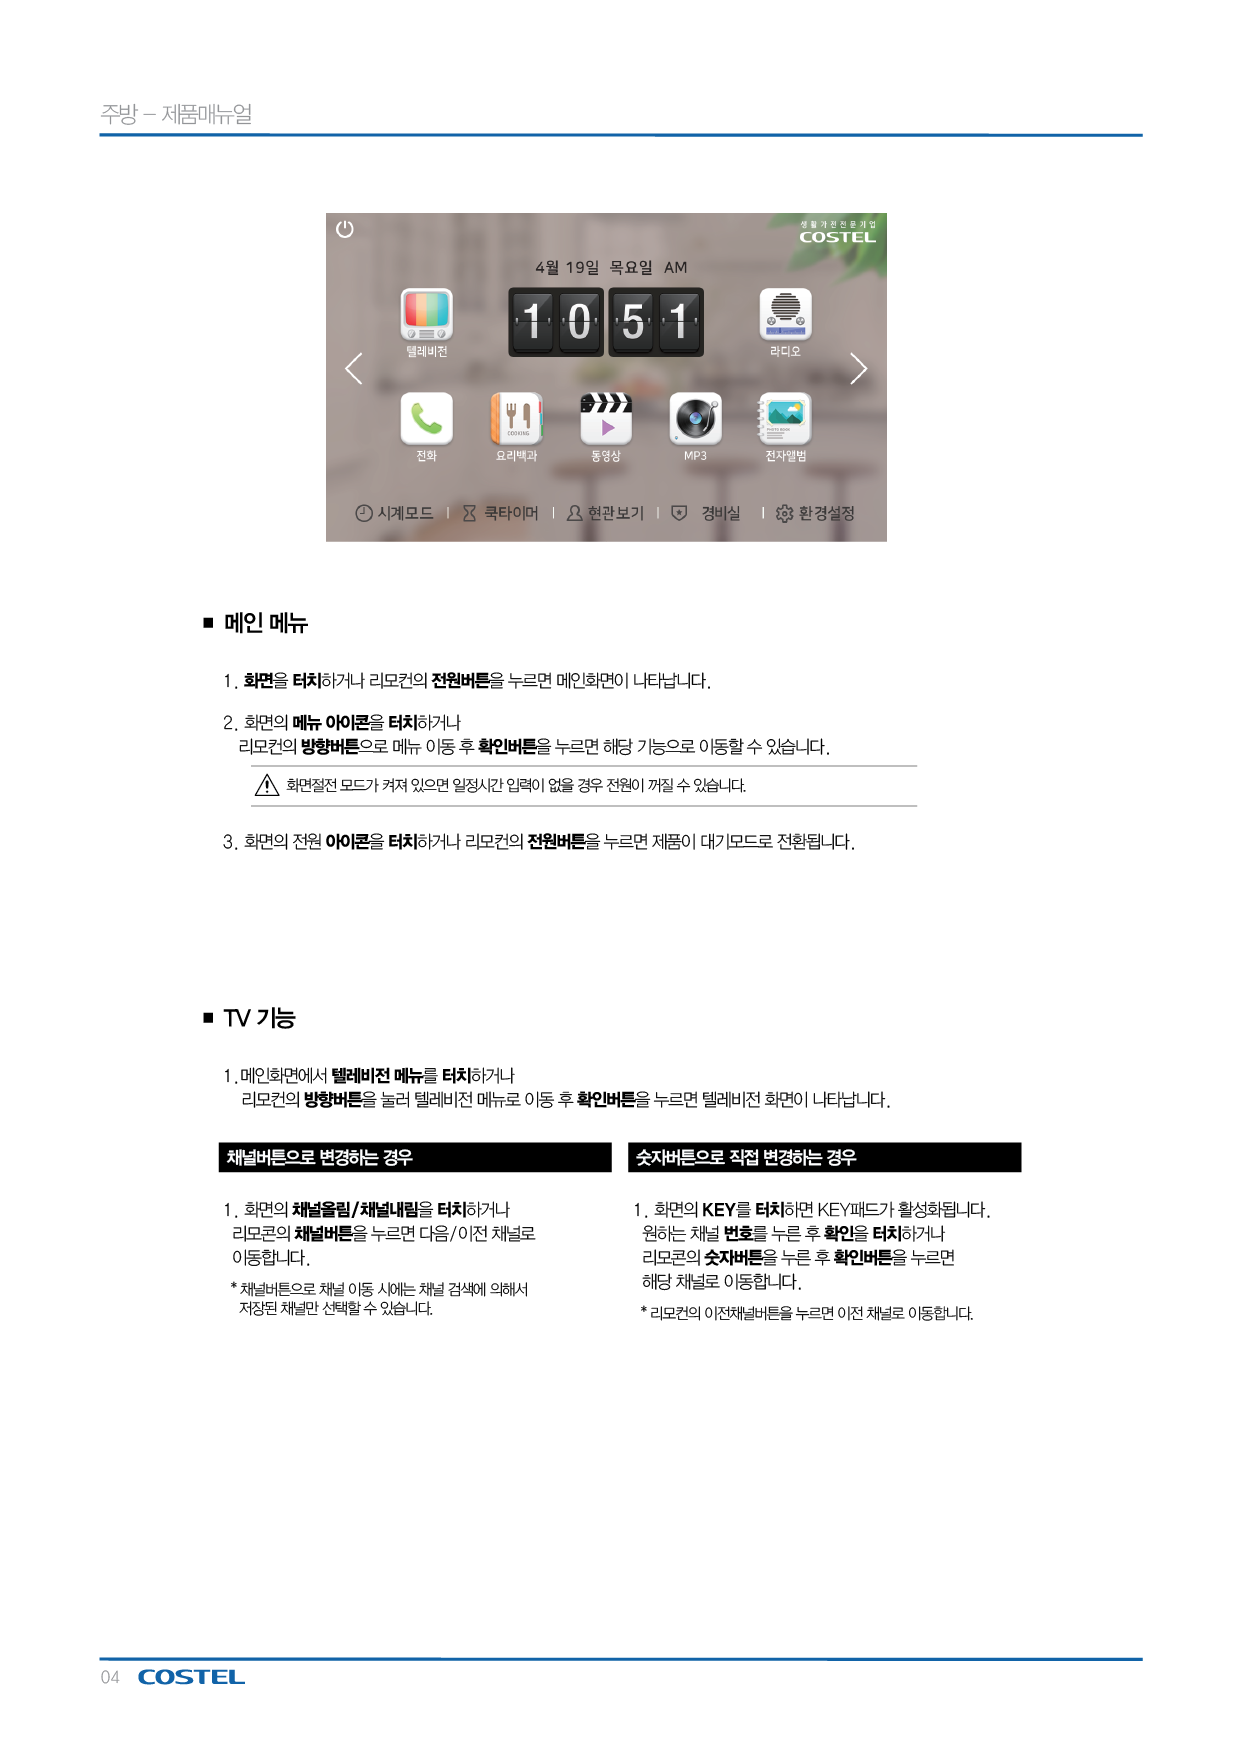 주방 – 제품매뉴얼
생활가전전문기업
COSTEL
4월 19일 목요일 AM
10 51
텔레비전
라디오
COOKING
PHOTO BOOK
전화
요리백과
동영상
MP3
전자앨범
시계모드 | 쿡타이머 | 현관보기 | 경비실 | 환경설정
■ 메인 메뉴
1. 화면을 터치하거나 리모컨의 전원버튼을 누르면 메인화면이 나타납니다.
2. 화면의 메뉴 아이콘을 터치하거나
리모컨의 방향버튼으로 메뉴 이동 후 확인버튼을 누르면 해당 기능으로 이동할 수 있습니다.
화면절전 모드가 켜져 있으면 일정시간 입력이 없을 경우 전원이 꺼질 수 있습니다.
3. 화면의 전원 아이콘을 터치하거나 리모컨의 전원버튼을 누르면 제품이 대기모드로 전환됩니다.
■ TV 기능
1. 메인화면에서 텔레비전 메뉴를 터치하거나
리모컨의 방향버튼을 눌러 텔레비전 메뉴로 이동 후 확인버튼을 누르면 텔레비전 화면이 나타납니다.
채널버튼으로 변경하는 경우
1. 화면의 채널올림/채널내림을 터치하거나
리모콘의 채널버튼을 누르면 다음/이전 채널로
이동합니다.
* 채널버튼으로 채널 이동 시에는 채널 검색에 의해서
저장된 채널만 선택할 수 있습니다.
숫자버튼으로 직접 변경하는 경우
1. 화면의 KEY를 터치하면 KEY패드가 활성화됩니다.
원하는 채널 번호를 누른 후 확인을 터치하거나
리모콘의 숫자버튼을 누른 후 확인버튼을 누르면
해당 채널로 이동합니다.
* 리모컨의 이전채널버튼을 누르면 이전 채널로 이동합니다.
04 COSTEL